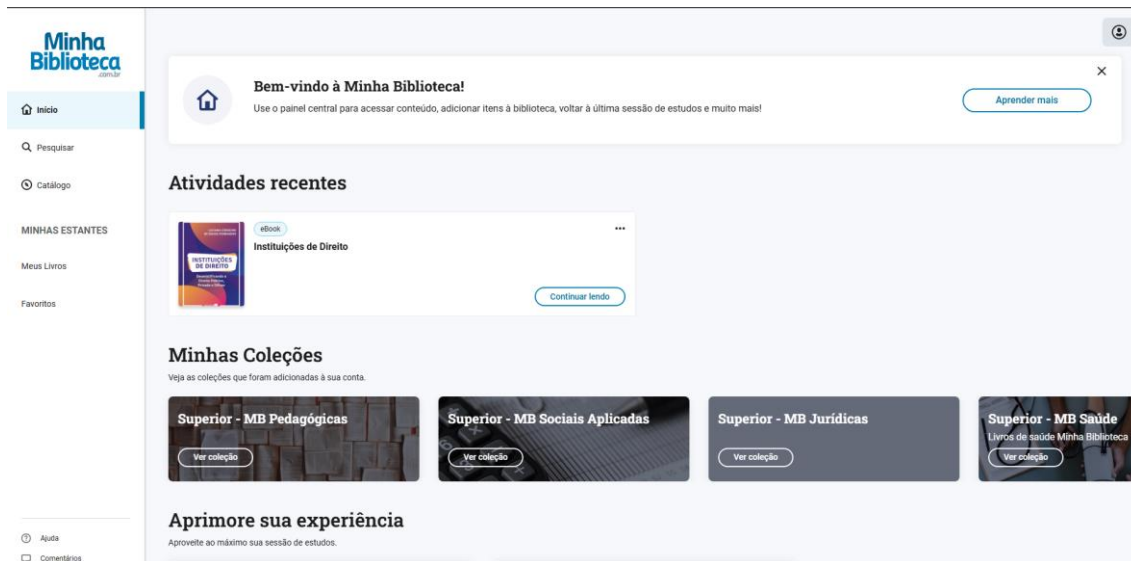 Minha
Biblioteca
.com.br
Início
Pesquisar
Catálogo
MINHAS ESTANTES
Meus Livros
Favoritos
Ajuda
Comentários
Bem-vindo à Minha Biblioteca!
Use o painel central para acessar conteúdo, adicionar itens à biblioteca, voltar à última sessão de estudos e muito mais!
Aprender mais
Atividades recentes
INSTITUIÇÕES
DE DIREITO
eBook
Instituições de Direito
Continuar lendo
Minhas Coleções
Veja as coleções que foram adicionadas à sua conta.
Superior - MB Pedagógicas
Ver coleção
Superior - MB Sociais Aplicadas
Ver coleção
Superior - MB Jurídicas
Ver coleção
Superior - MB Saúde
Livros de saúde Minha Biblioteca
Ver coleção
Aprimore sua experiência
Aproveite ao máximo sua sessão de estudos.